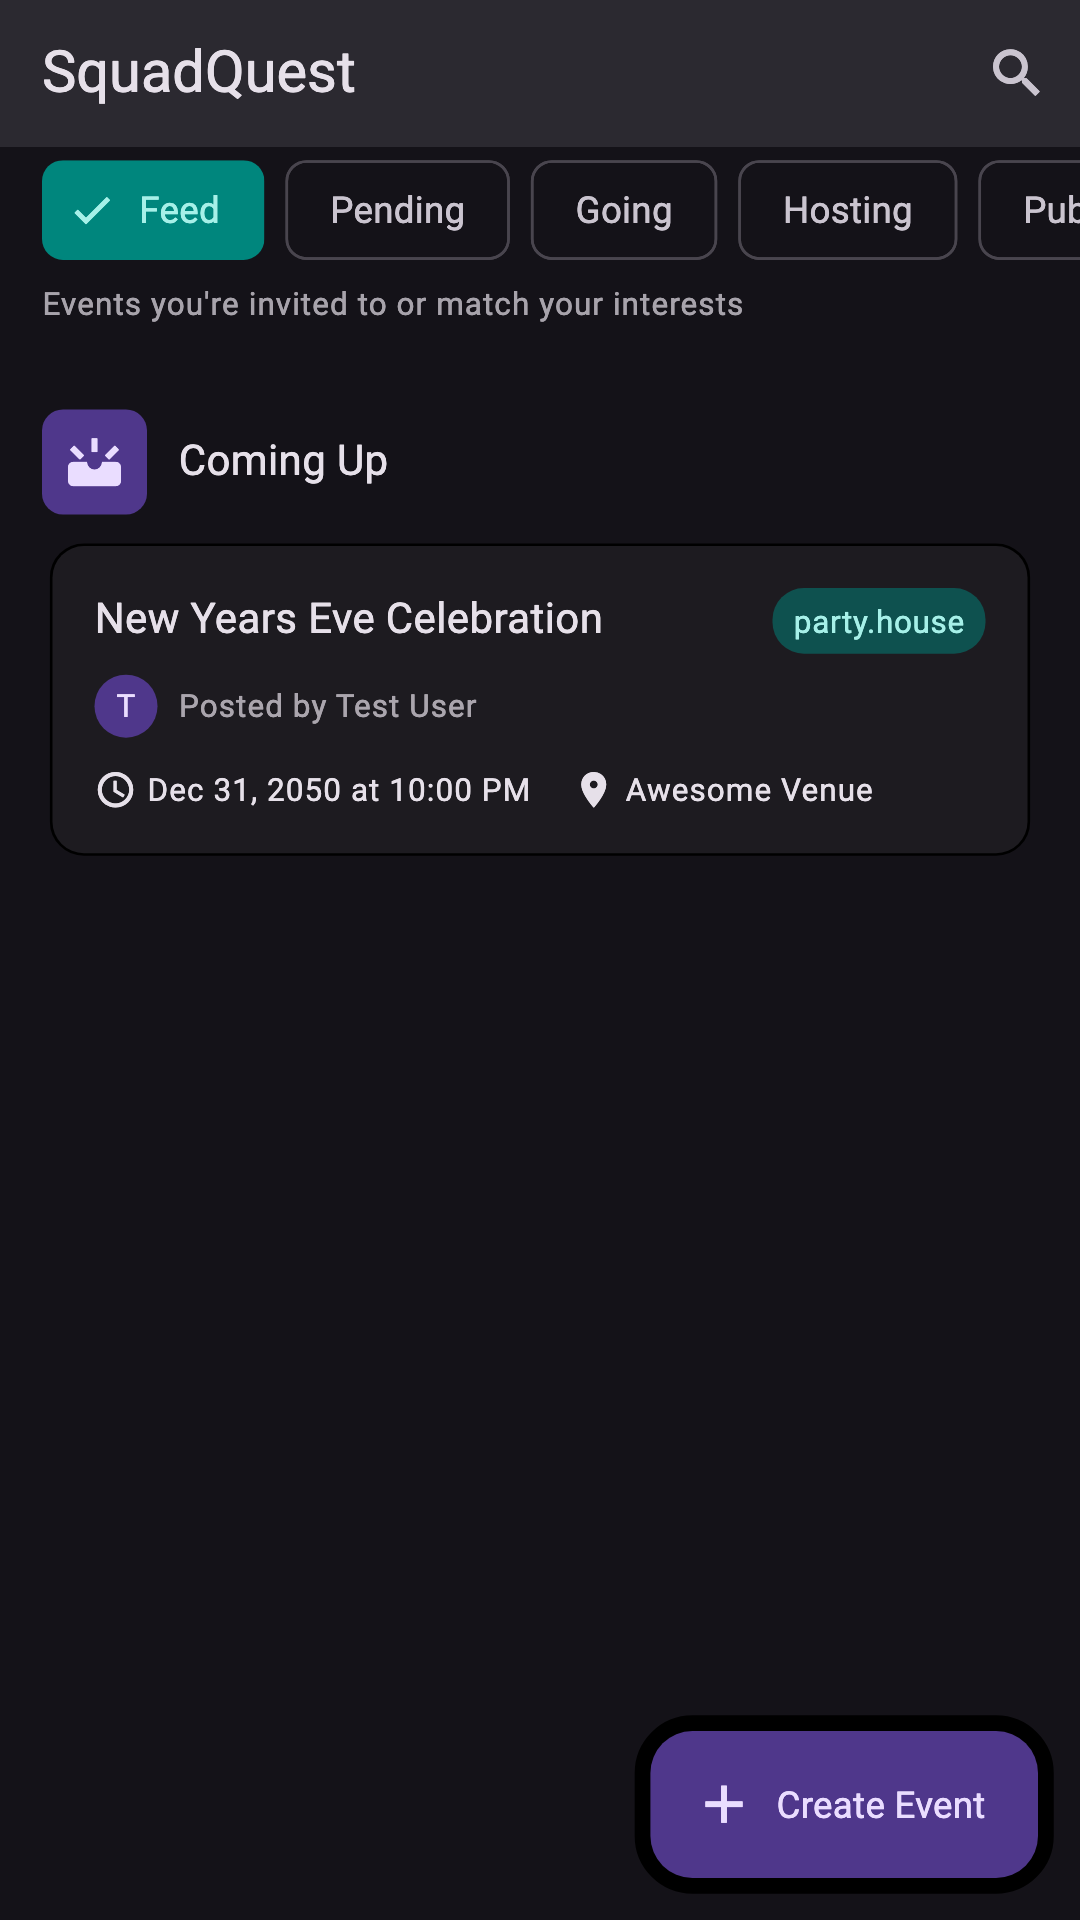 SquadQuest
Feed Pending Going Hosting Pub
Events you're invited to or match your interests
Coming Up
New Years Eve Celebration party.house
T Posted by Test User
Dec 31, 2050 at 10:00 PM Awesome Venue
Create Event